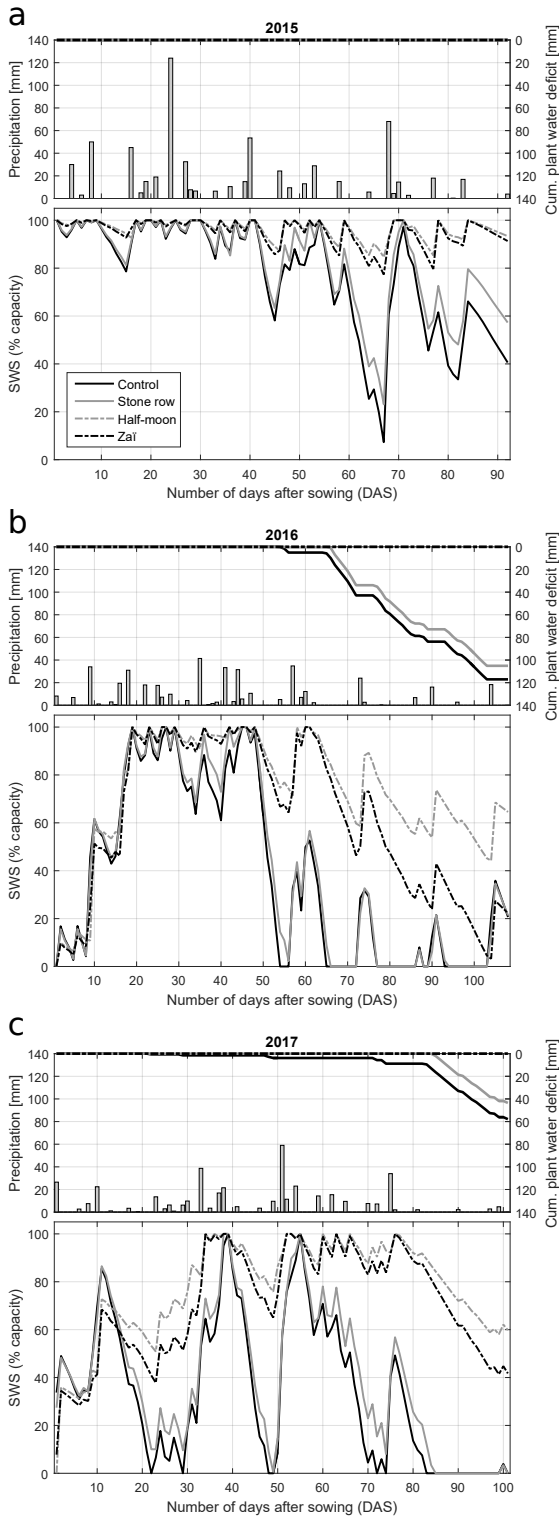 a
2015
140 0
120 20
100 40
80 60
60 80
40 100
20 120
0 140
Precipitation [mm]
Cum. plant water deficit [mm]
100
80
60
40
20
0
SWS (% capacity)
Control
Stone row
Half-moon
Zaï
10 20 30 40 50 60 70 80 90
Number of days after sowing (DAS)
b
2016
140 0
120 20
100 40
80 60
60 80
40 100
20 120
0 140
Precipitation [mm]
Cum. plant water deficit [mm]
100
80
60
40
20
0
SWS (% capacity)
10 20 30 40 50 60 70 80 90 100
Number of days after sowing (DAS)
c
2017
140 0
120 20
100 40
80 60
60 80
40 100
20 120
0 140
Precipitation [mm]
Cum. plant water deficit [mm]
100
80
60
40
20
0
SWS (% capacity)
10 20 30 40 50 60 70 80 90 100
Number of days after sowing (DAS)